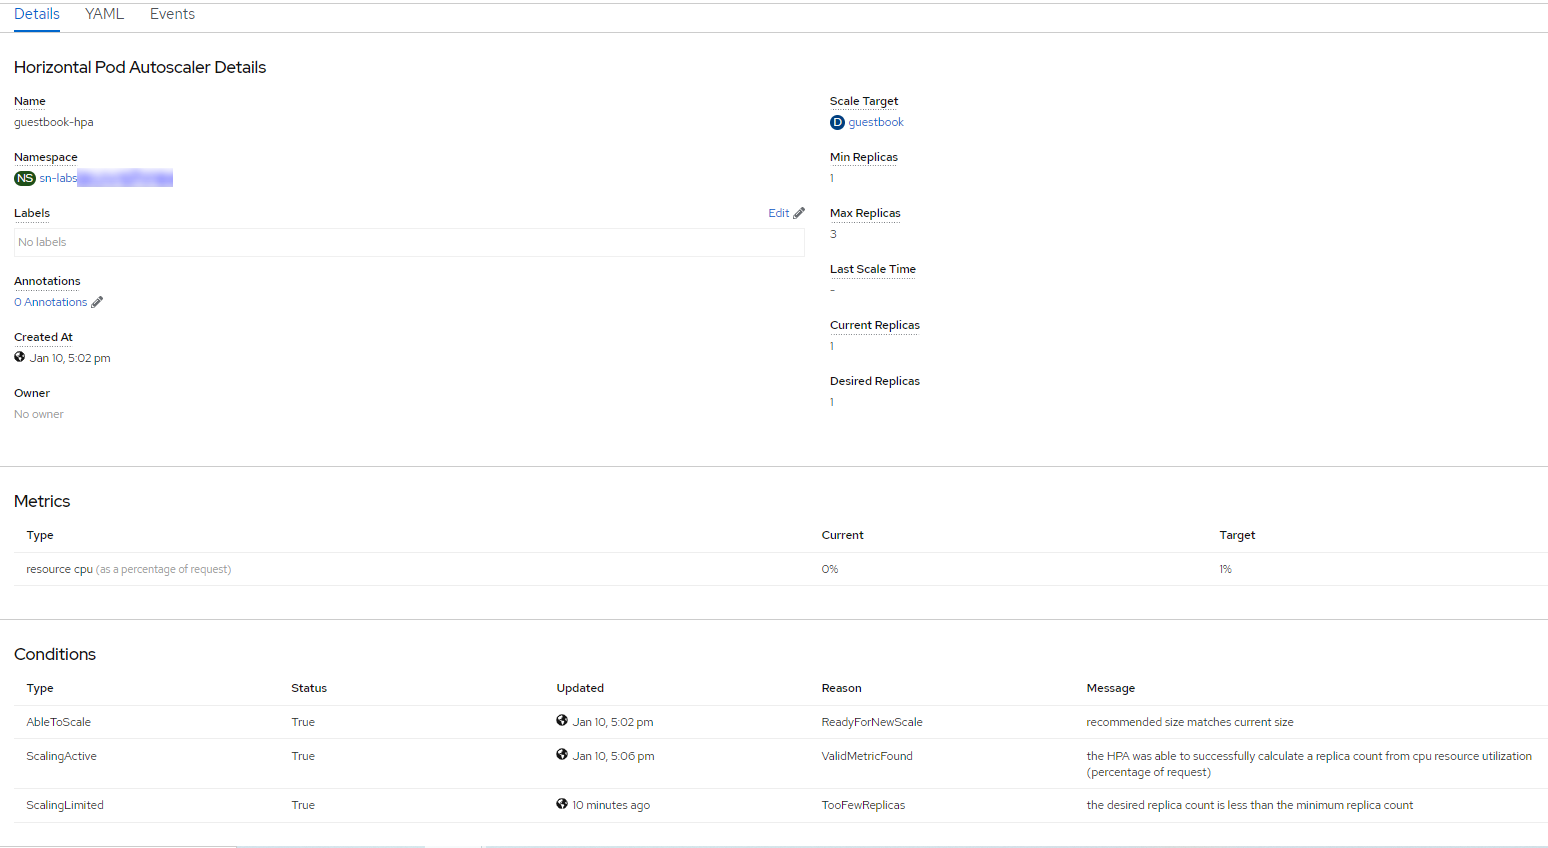 Details YAML Events
Horizontal Pod Autoscaler Details
Name
guestbook-hpa
Namespace
NS sn-labs
Labels
Edit
No labels
Annotations
0 Annotations
Created At
Jan 10, 5:02 pm
Owner
No owner
Scale Target
D guestbook
Min Replicas
1
Max Replicas
3
Last Scale Time
-
Current Replicas
1
Desired Replicas
1
Metrics
Type Current Target
resource cpu (as a percentage of request) 0% 1%
Conditions
Type Status Updated Reason Message
AbleToScale True Jan 10, 5:02 pm ReadyForNewScale recommended size matches current size
ScalingActive True Jan 10, 5:06 pm ValidMetricFound the HPA was able to successfully calculate a replica count from cpu resource utilization
(percentage of request)
ScalingLimited True 10 minutes ago TooFewReplicas the desired replica count is less than the minimum replica count